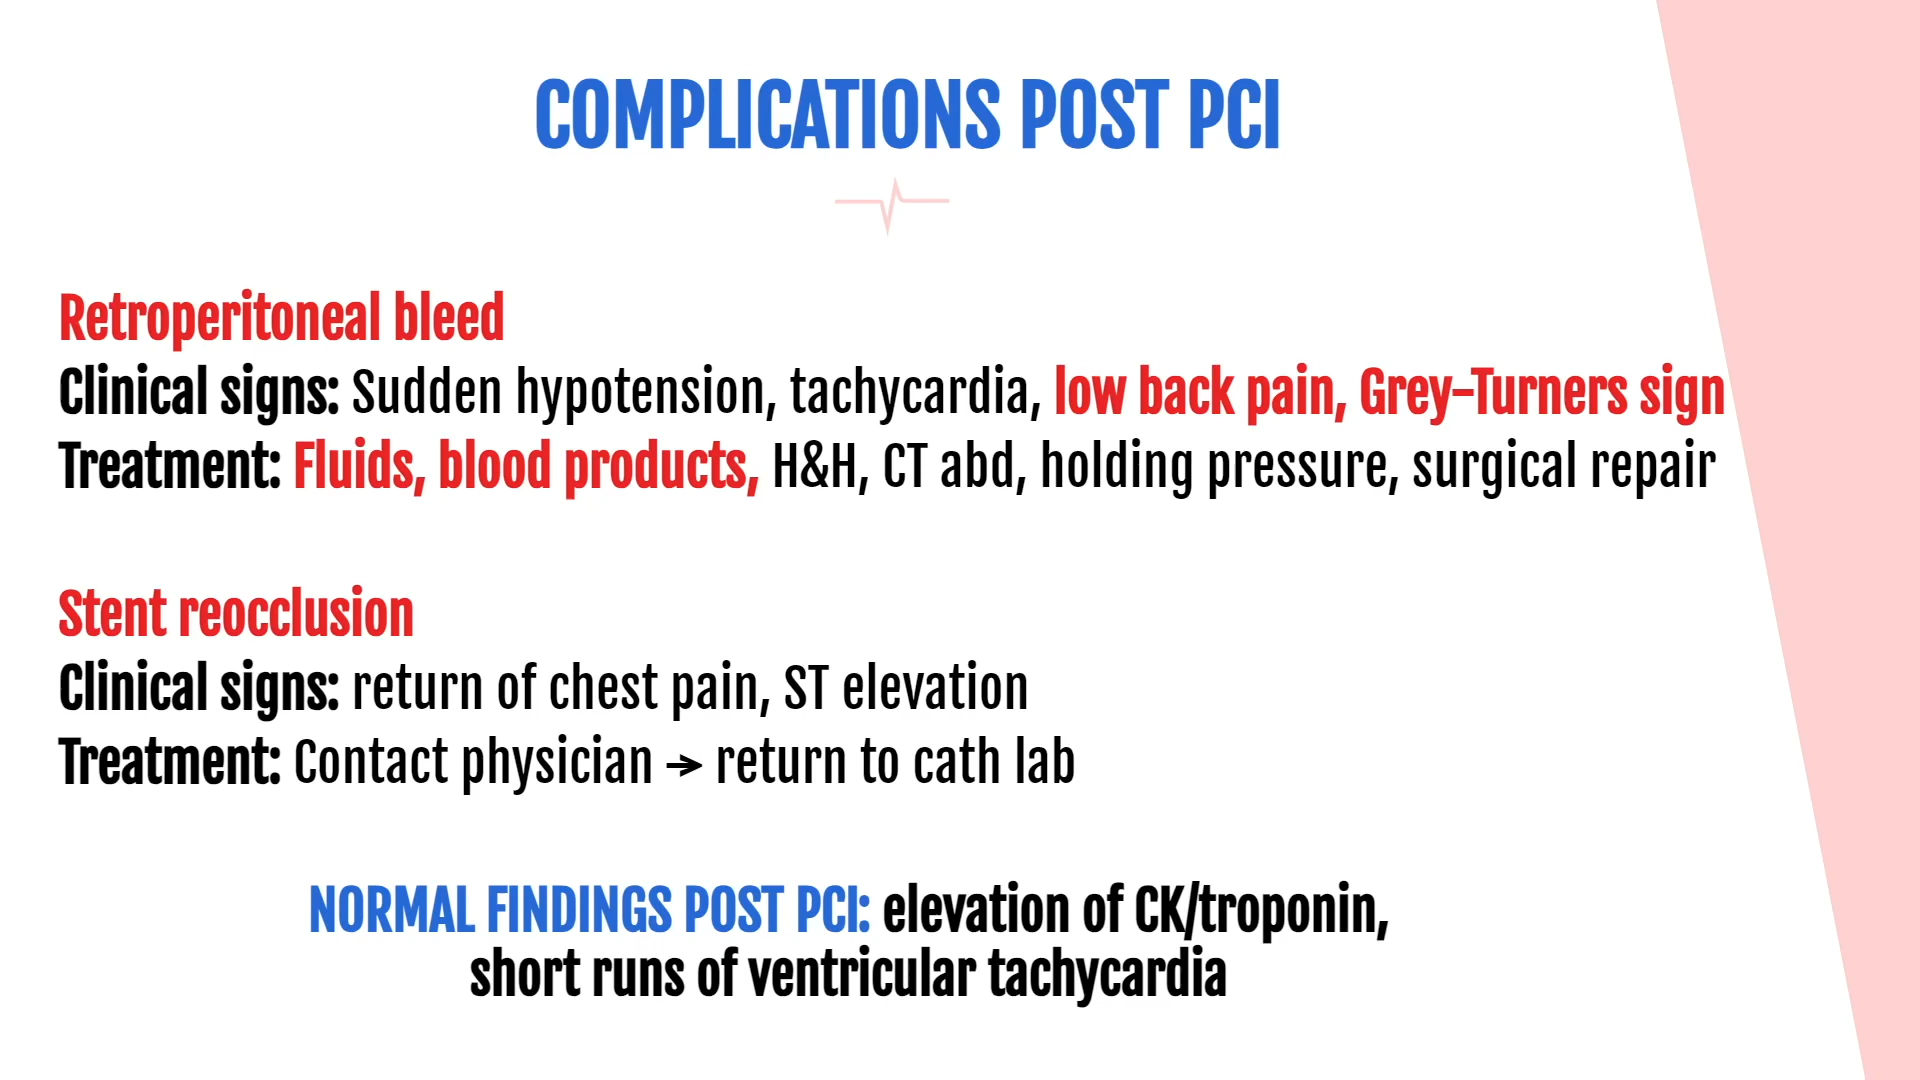 COMPLICATIONS POST PCI
Retroperitoneal bleed
Clinical signs: Sudden hypotension, tachycardia, low back pain, Grey-Turners sign
Treatment: Fluids, blood products, H&H, CT abd, holding pressure, surgical repair
Stent reocclusion
Clinical signs: return of chest pain, ST elevation
Treatment: Contact physician → return to cath lab
NORMAL FINDINGS POST PCI: elevation of CK/troponin,
short runs of ventricular tachycardia